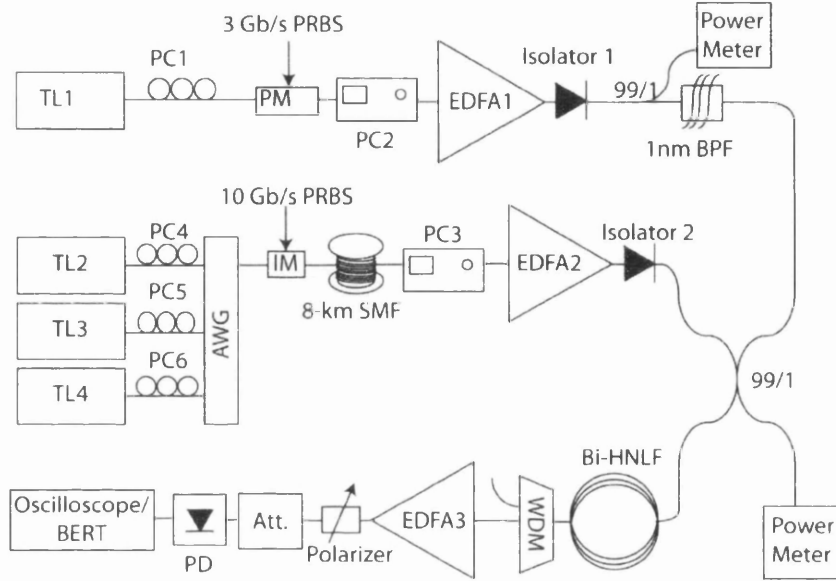 3 Gb/s PRBS
Power
Meter
PC1
Isolator 1
TL1
PM
EDFA1
99/1
PC2
1nm BPF
10 Gb/s PRBS
PC4
PC3
Isolator 2
TL2
IM
EDFA2
PC5
8-km SMF
TL3
AWG
PC6
TL4
99/1
Bi-HNLF
Oscilloscope/
BERT
Att.
EDFA3
WDM
Power
Meter
PD
Polarizer